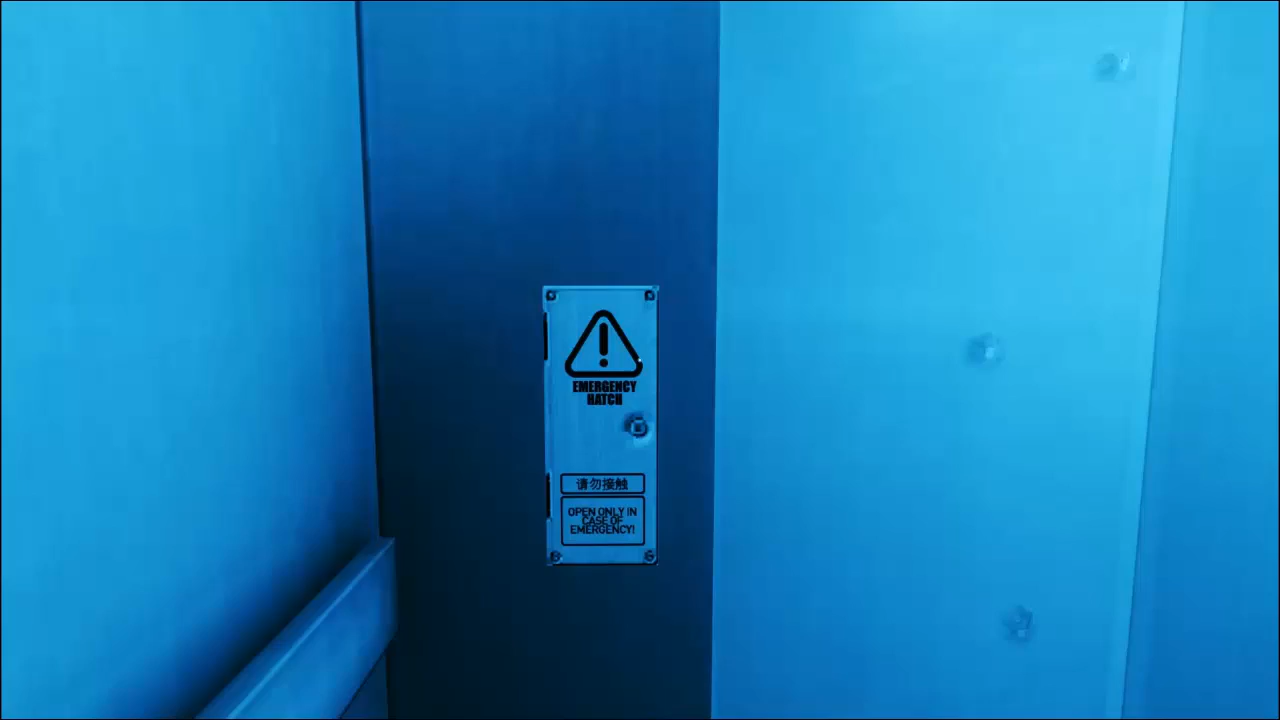 EMERGENCY
HATCH
请勿接触
OPEN ONLY IN
CASE OF
EMERGENCY!